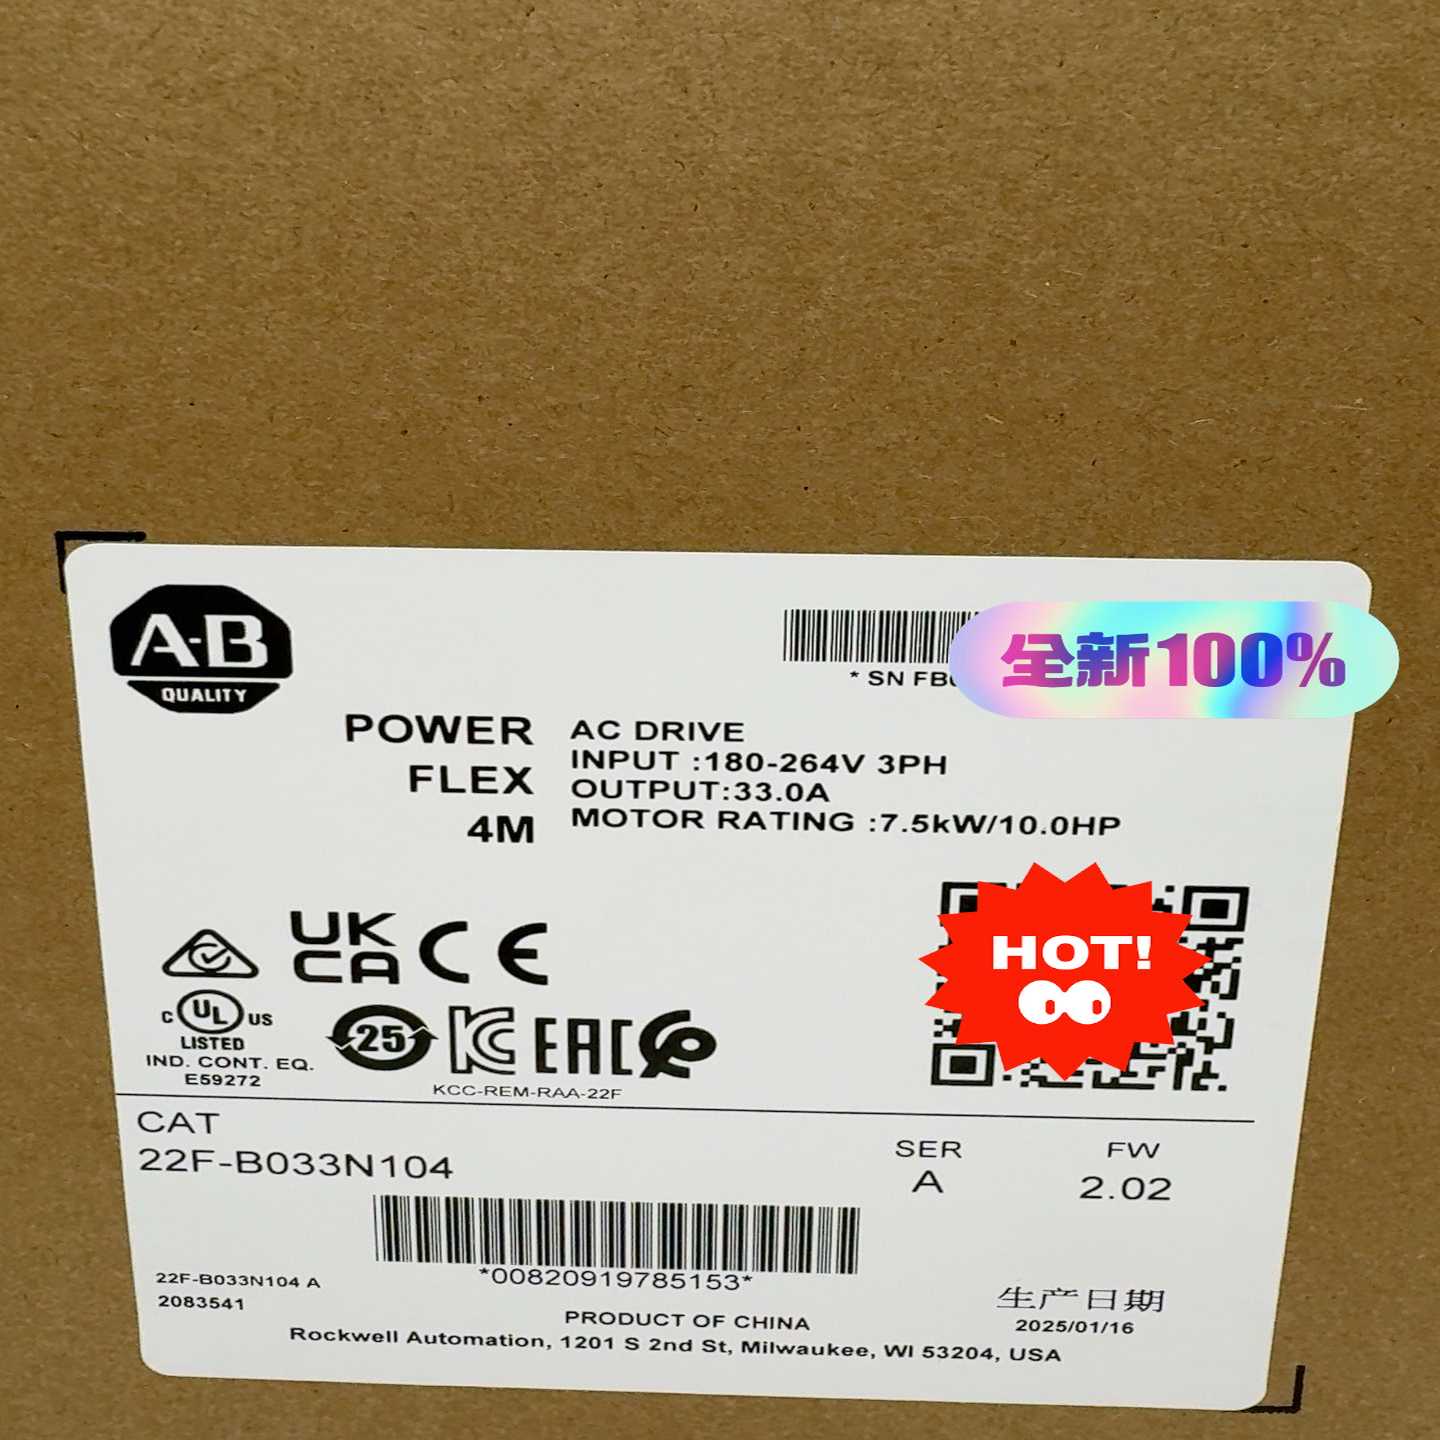 A-B
QUALITY
* SN FB
全新100%
POWER
FLEX
4M
AC DRIVE
INPUT :180-264V 3PH
OUTPUT:33.0A
MOTOR RATING :7.5kW/10.0HP
HOT!
UK
CA
CE
C UL US
LISTED
IND. CONT. EQ.
E59272
25
KC
EAC
KCC-REM-RAA-22F
CAT
22F-B033N104
SER
A
FW
2.02
*00820919785153*
22F-B033N104 A
2083541
生产日期
2025/01/16
PRODUCT OF CHINA
Rockwell Automation, 1201 S 2nd St, Milwaukee, WI 53204, USA